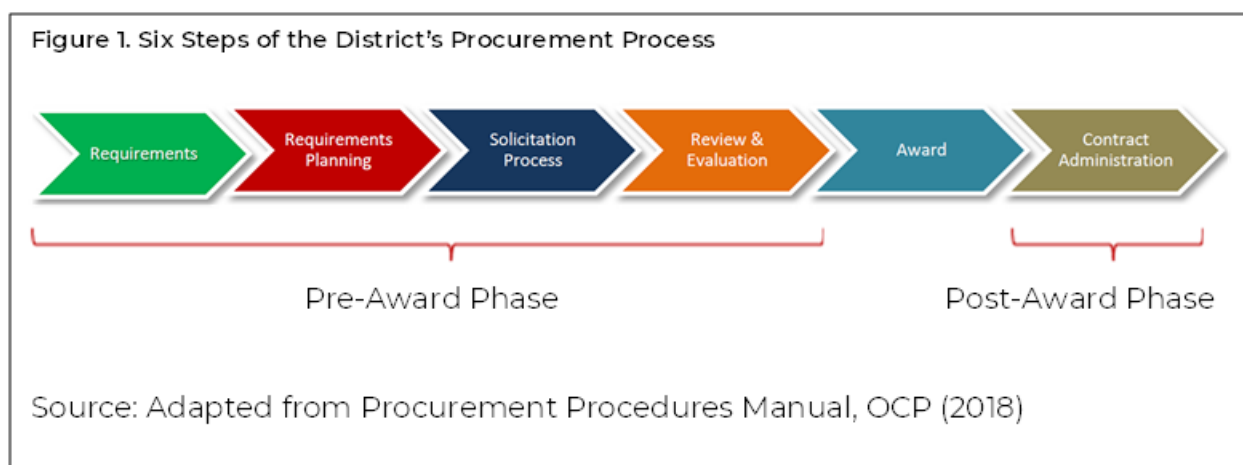 Figure 1. Six Steps of the District's Procurement Process
Requirements
Requirements
Planning
Solicitation
Process
Review &
Evaluation
Award
Contract
Administration
Pre-Award Phase
Post-Award Phase
Source: Adapted from Procurement Procedures Manual, OCP (2018)